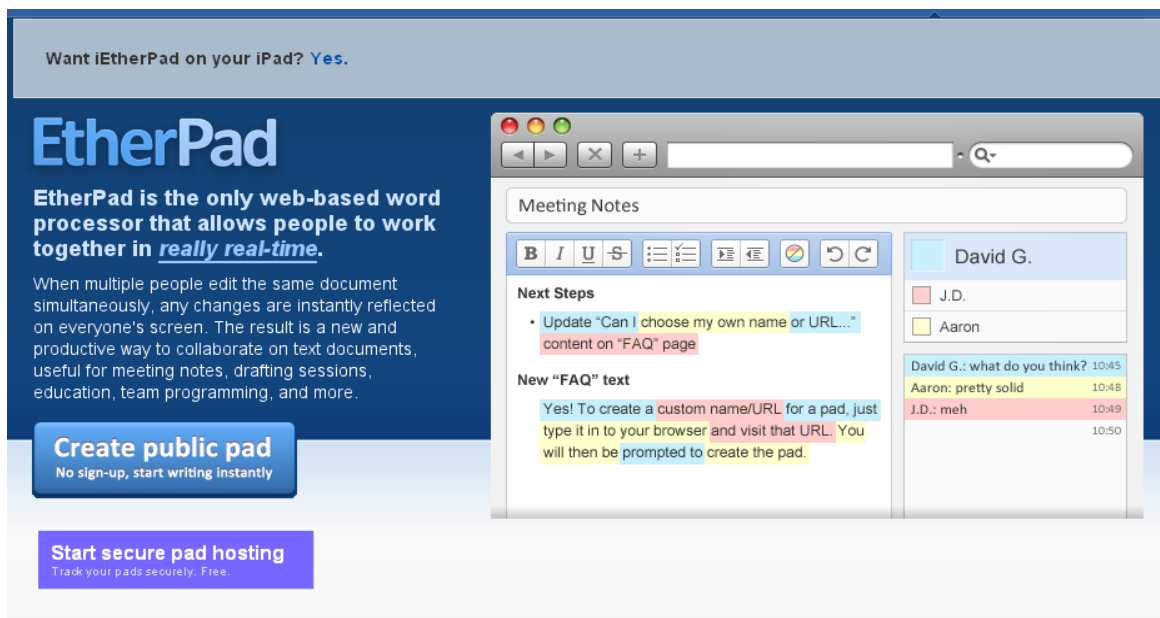 Want iEtherPad on your iPad? Yes.
EtherPad
EtherPad is the only web-based word
processor that allows people to work
together in really real-time.
When multiple people edit the same document
simultaneously, any changes are instantly reflected
on everyone's screen. The result is a new and
productive way to collaborate on text documents,
useful for meeting notes, drafting sessions,
education, team programming, and more.
Create public pad
No sign-up, start writing instantly
Start secure pad hosting
Track your pads securely. Free.
Meeting Notes
B I U S
Next Steps
• Update “Can I choose my own name or URL...”
content on “FAQ” page
New “FAQ” text
Yes! To create a custom name/URL for a pad, just
type it in to your browser and visit that URL. You
will then be prompted to create the pad.
David G.
J.D.
Aaron
David G.: what do you think? 10:45
Aaron: pretty solid 10:48
J.D.: meh 10:49
10:50